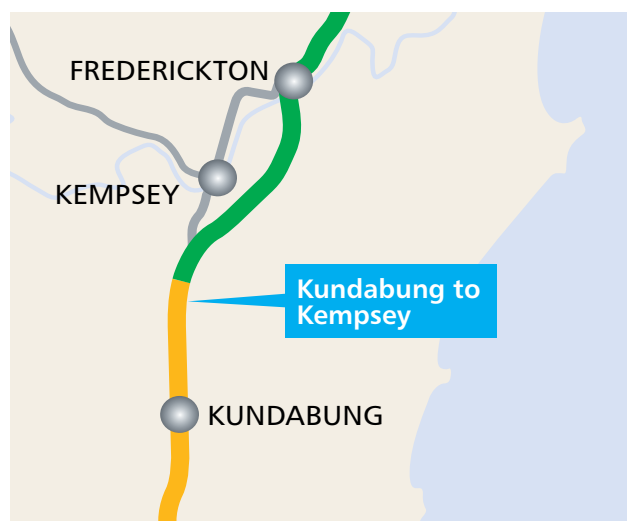 FREDERICKTON
KEMPSEY
Kundabung to
Kempsey
KUNDABUNG